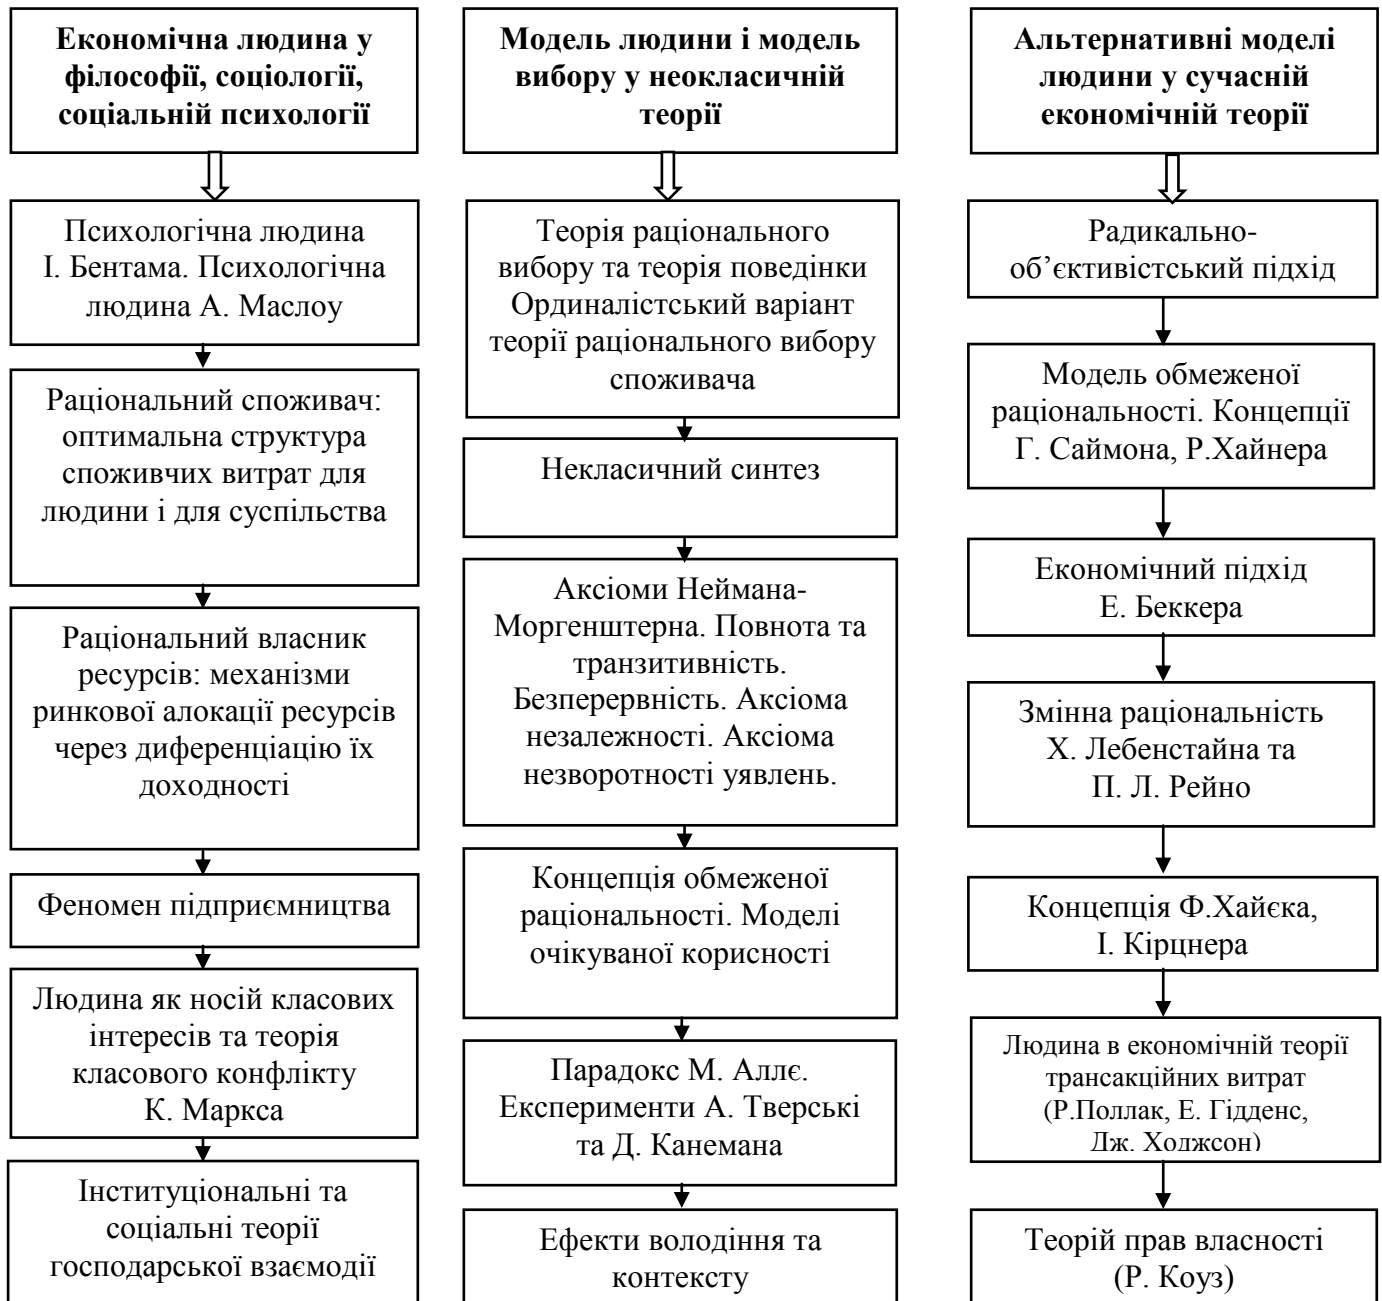 Економічна людина у
філософії, соціології,
соціальній психології
Психологічна людина
І. Бентама. Психологічна
людина А. Маслоу
Раціональний споживач:
оптимальна структура
споживчих витрат для
людини і для суспільства
Раціональний власник
ресурсів: механізми
ринкової алокації ресурсів
через диференціацію їх
доходності
Феномен підприємництва
Людина як носій класових
інтересів та теорія
класового конфлікту
К. Маркса
Інституціональні та
соціальні теорії
господарської взаємодії
Модель людини і модель
вибору у неокласичній
теорії
Теорія раціонального
вибору та теорія поведінки
Ординалістський варіант
теорії раціонального вибору
споживача
Некласичний синтез
Аксіоми Неймана-
Моргенштерна. Повнота та
транзитивність.
Безперервність. Аксіома
незалежності. Аксіома
незворотності уявлень.
Концепція обмеженої
раціональності. Моделі
очікуваної корисності
Парадокс М. Аллє.
Експерименти А. Тверські
та Д. Канемана
Ефекти володіння та
контексту
Альтернативні моделі
людини у сучасній
економічній теорії
Радикально-
об’єктивістський підхід
Модель обмеженої
раціональності. Концепції
Г. Саймона, Р.Хайнера
Економічний підхід
Е. Беккера
Змінна раціональність
Х. Лебенстайна та
П. Л. Рейно
Концепція Ф.Хайєка,
І. Кірцнера
Людина в економічній теорії
трансакційних витрат
(Р.Поллак, Е. Гідденс,
Дж. Ходжсон)
Теорій прав власності
(Р. Коуз)